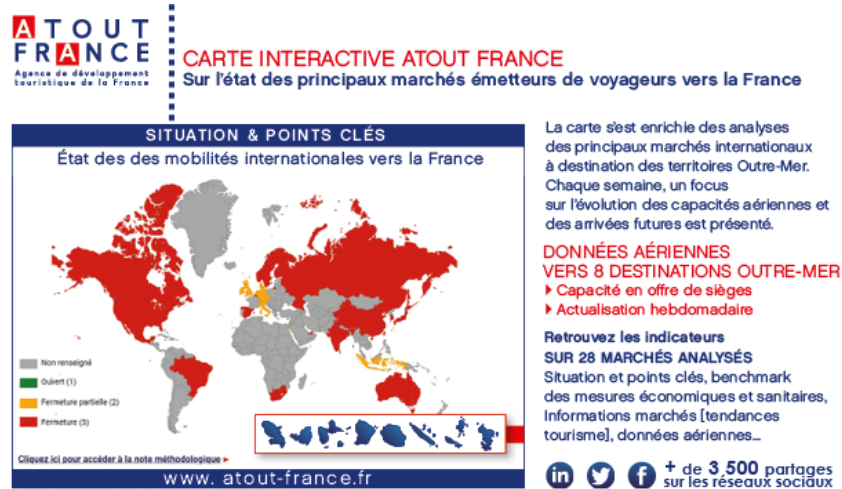 ATOUT
FRANCE
Agence de développement
touristique de la France
CARTE INTERACTIVE ATOUT FRANCE
Sur l'état des principaux marchés émetteurs de voyageurs vers la France
SITUATION & POINTS CLÉS
État des des mobilités internationales vers la France
Non renseigné
Ouvert (1)
Fermeture partielle (2)
Fermeture (3)
Cliquez ici pour accéder à la note méthodologique
www. atout-france.fr
La carte s'est enrichie des analyses
des principaux marchés internationaux
à destination des territoires Outre-Mer.
Chaque semaine, un focus
sur l'évolution des capacités aériennes et
des arrivées futures est présenté.
DONNÉES AÉRIENNES
VERS 8 DESTINATIONS OUTRE-MER
Capacité en offre de sièges
Actualisation hebdomadaire
Retrouvez les indicateurs
SUR 28 MARCHÉS ANALYSÉS
Situation et points clés, benchmark
des mesures économiques et sanitaires,
Informations marchés [tendances
tourisme], données aériennes...
+ de 3 500 partages
sur les réseaux sociaux